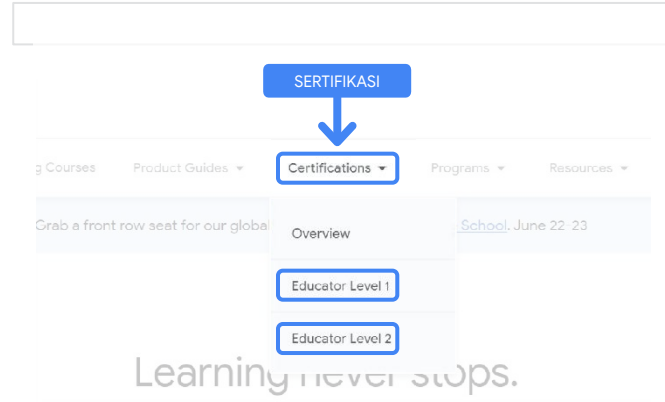 SERTIFIKASI
g Courses Product Guides Certifications Programs Resources
Grab a front row seat for our global School. June 22-23
Overview
Educator Level 1
Educator Level 2
Learning never stops.